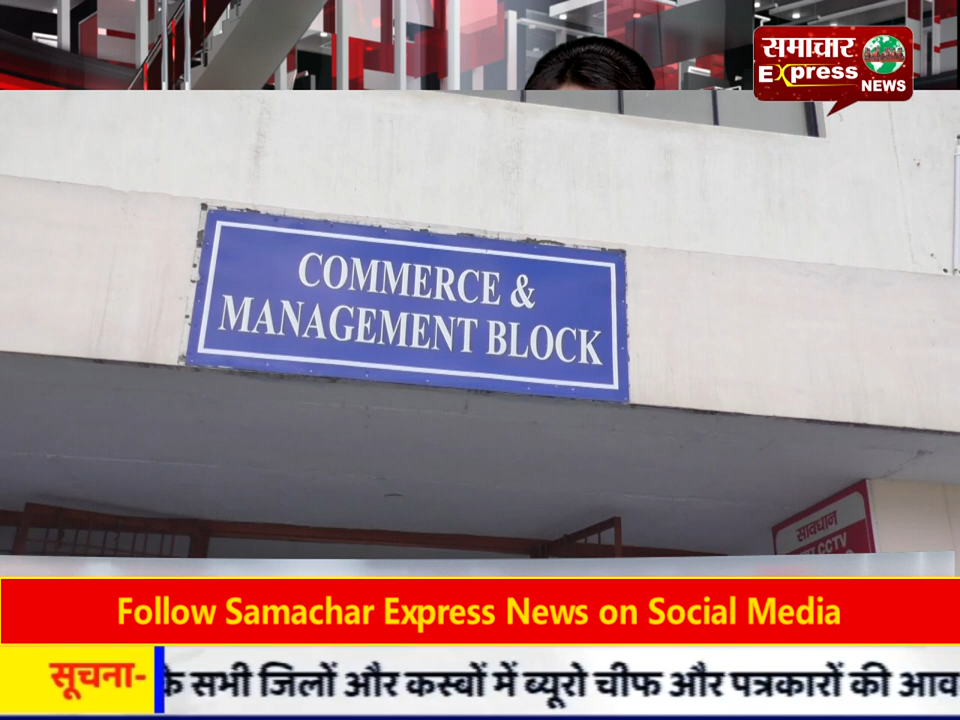 समाचार
Express
NEWS
COMMERCE &
MANAGEMENT BLOCK
सावधान
CCTV
Follow Samachar Express News on Social Media
सूचना-
के सभी जिलों और कस्बों में ब्यूरो चीफ और पत्रकारों की आव